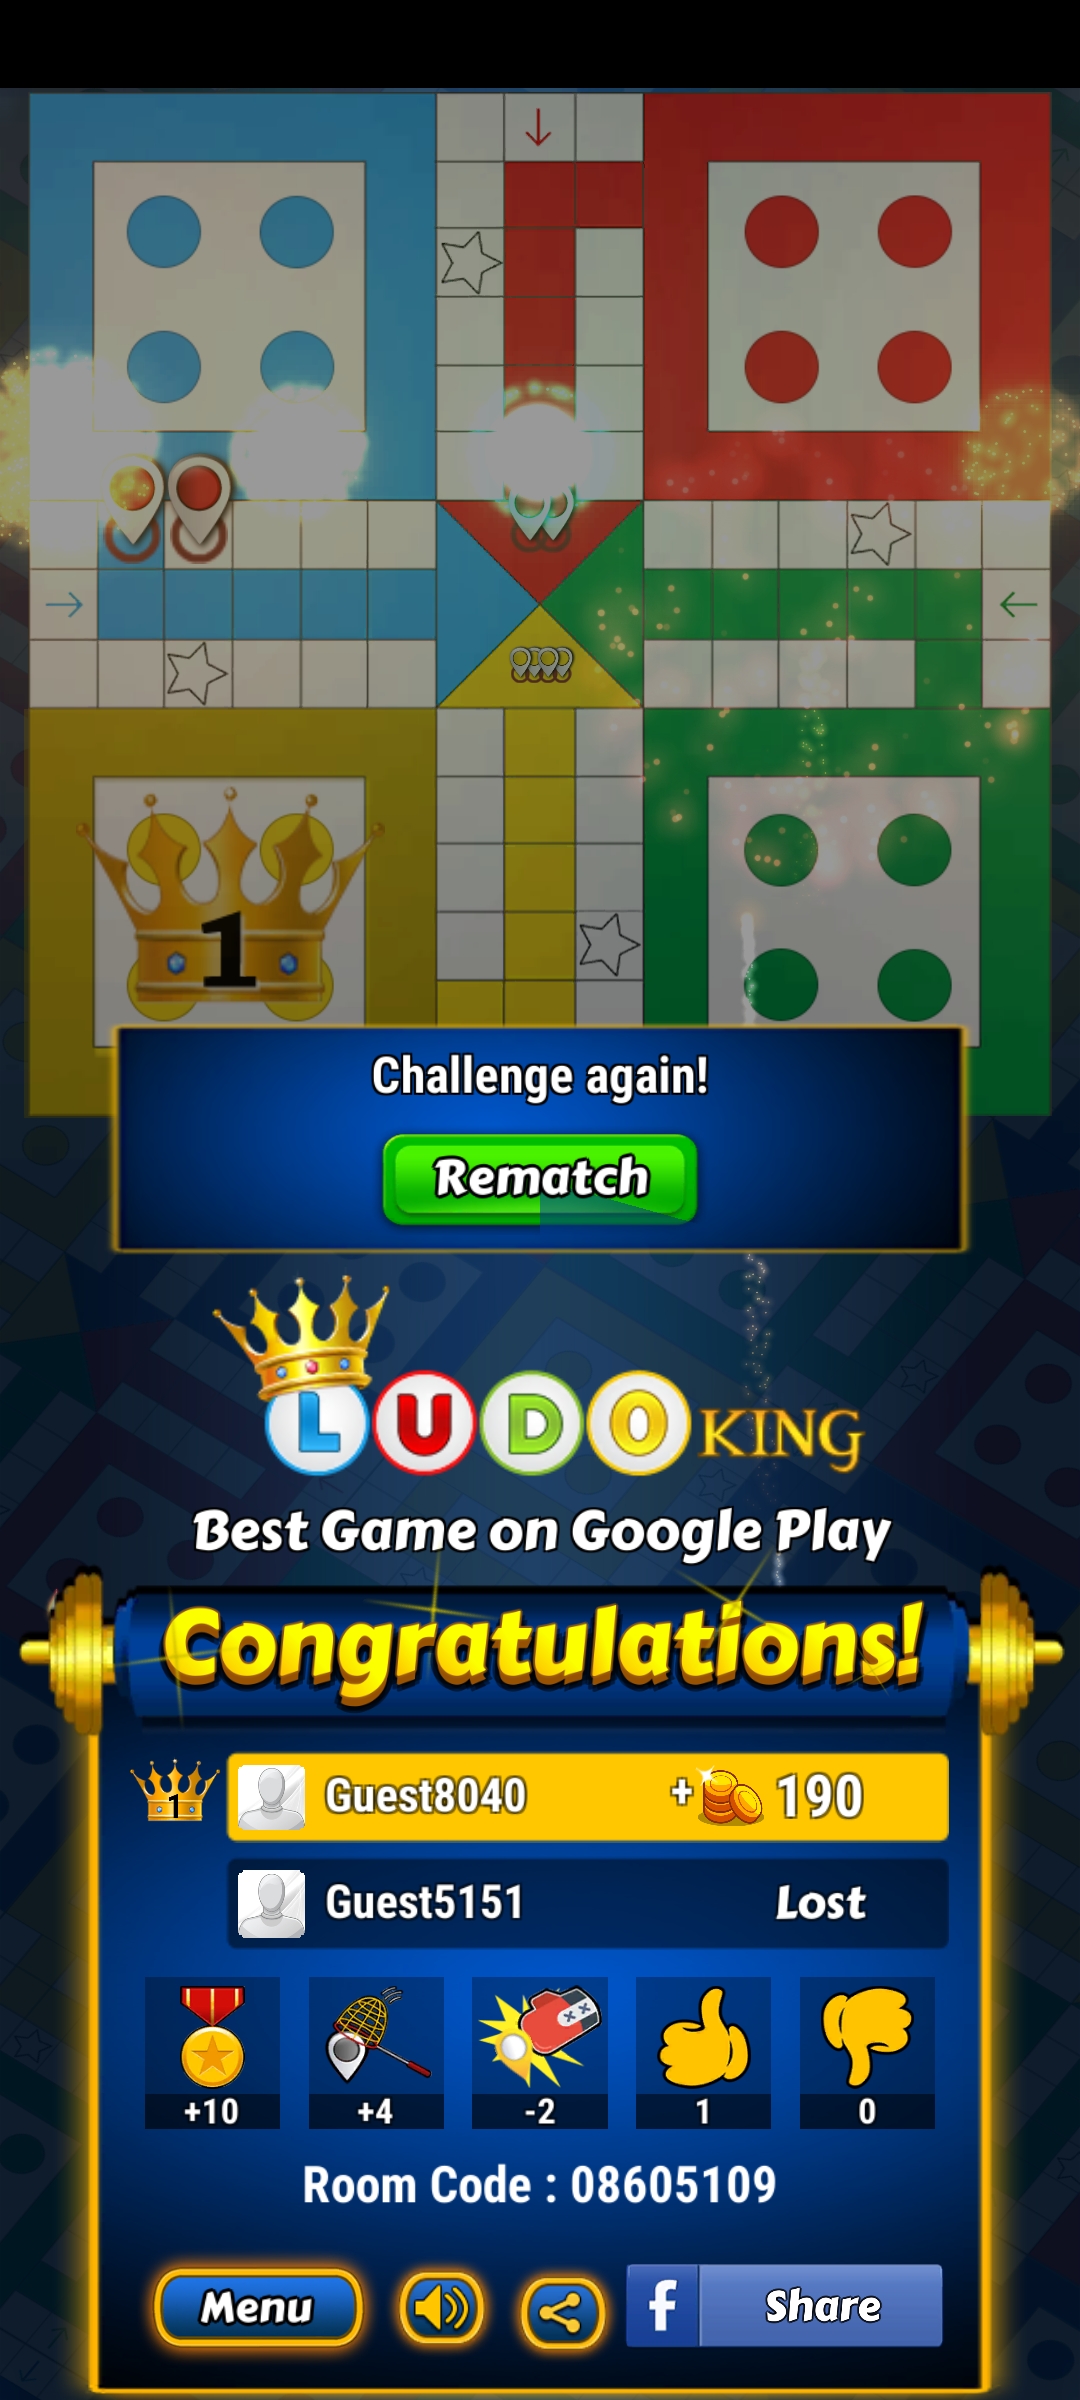 1
Challenge again!
Rematch
LUDO KING
Best Game on Google Play
Congratulations!
1 Guest8040 + 190
Guest5151 Lost
+10 +4 -2 1 0
Room Code : 08605109
Menu f Share